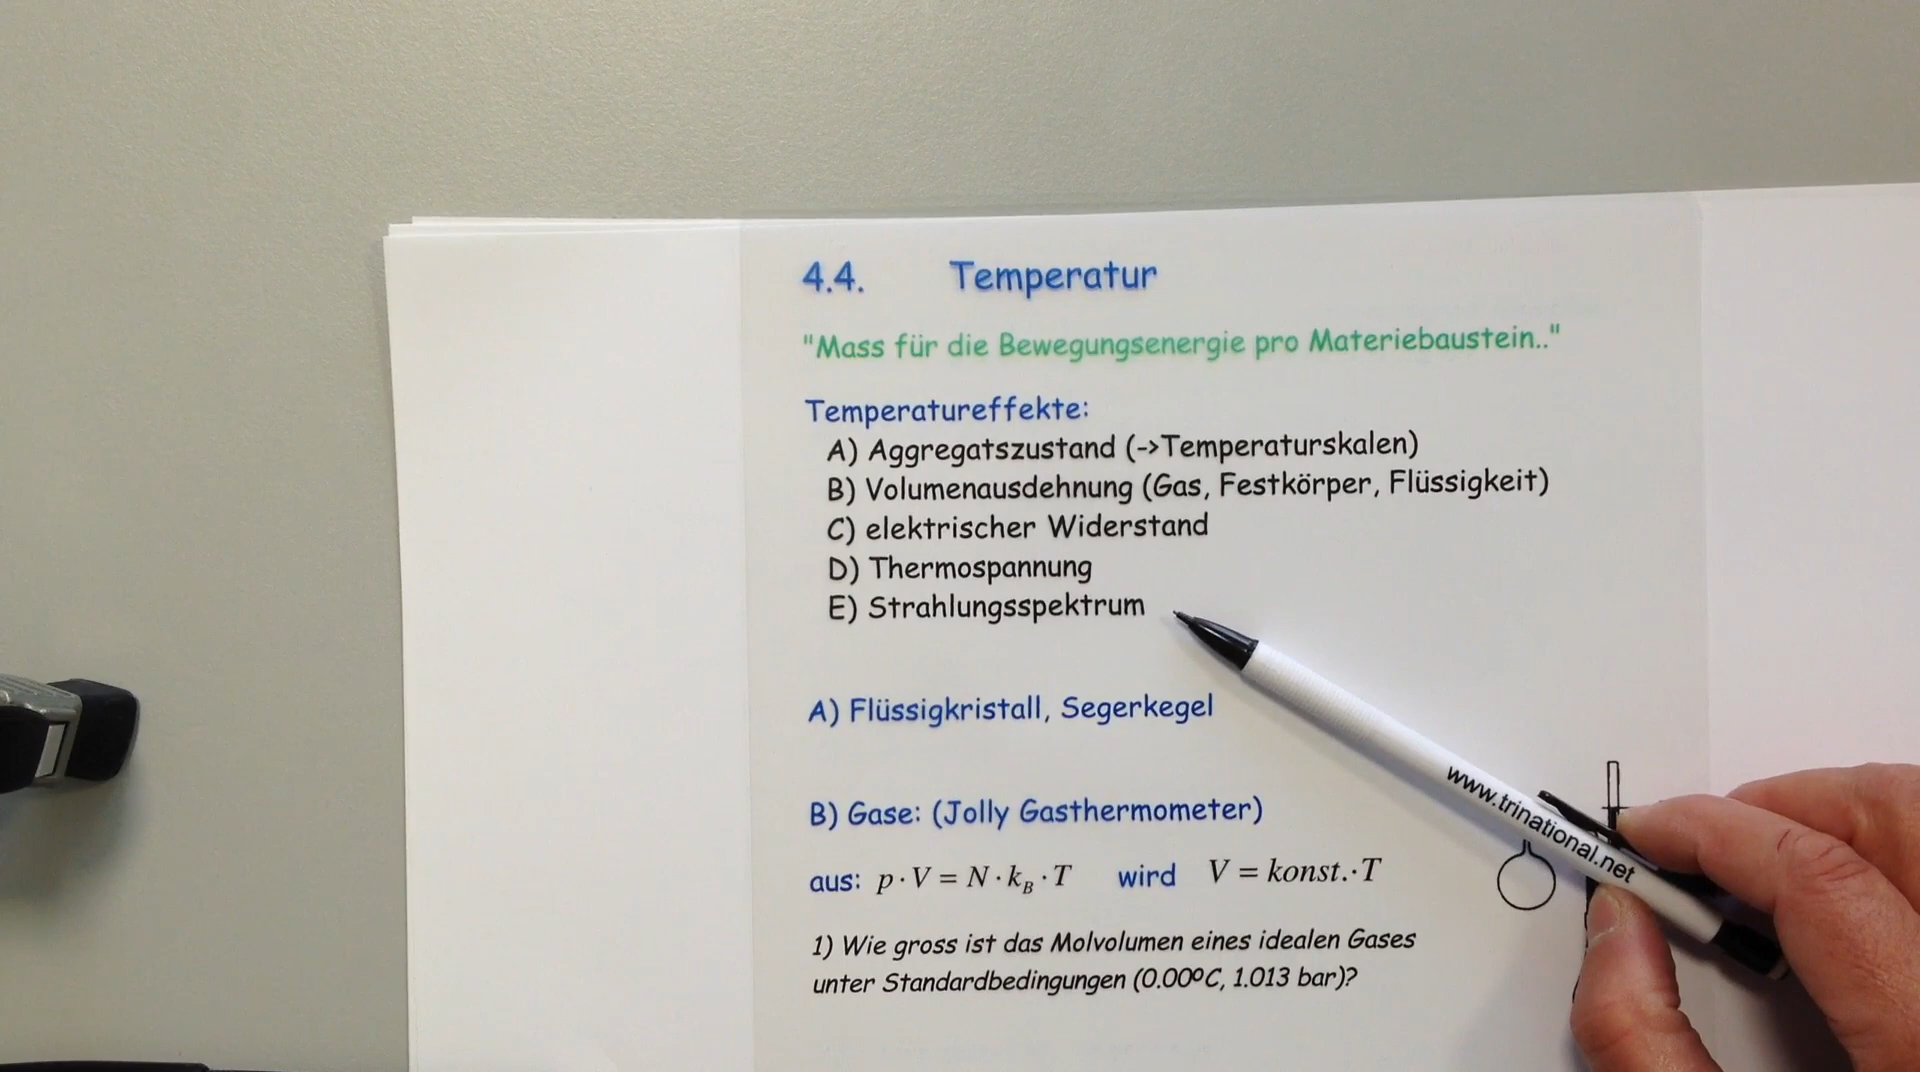 4.4. Temperatur
"Mass für die Bewegungsenergie pro Materiebaustein.."
Temperatureffekte:
A) Aggregatszustand (->Temperaturskalen)
B) Volumenausdehnung (Gas, Festkörper, Flüssigkeit)
C) elektrischer Widerstand
D) Thermospannung
E) Strahlungsspektrum
A) Flüssigkristall, Segerkegel
B) Gase: (Jolly Gasthermometer)
aus: p · V = N · k_B · T wird V = konst. · T
1) Wie gross ist das Molvolumen eines idealen Gases
unter Standardbedingungen (0.00ºC, 1.013 bar)?
www.trinational.net